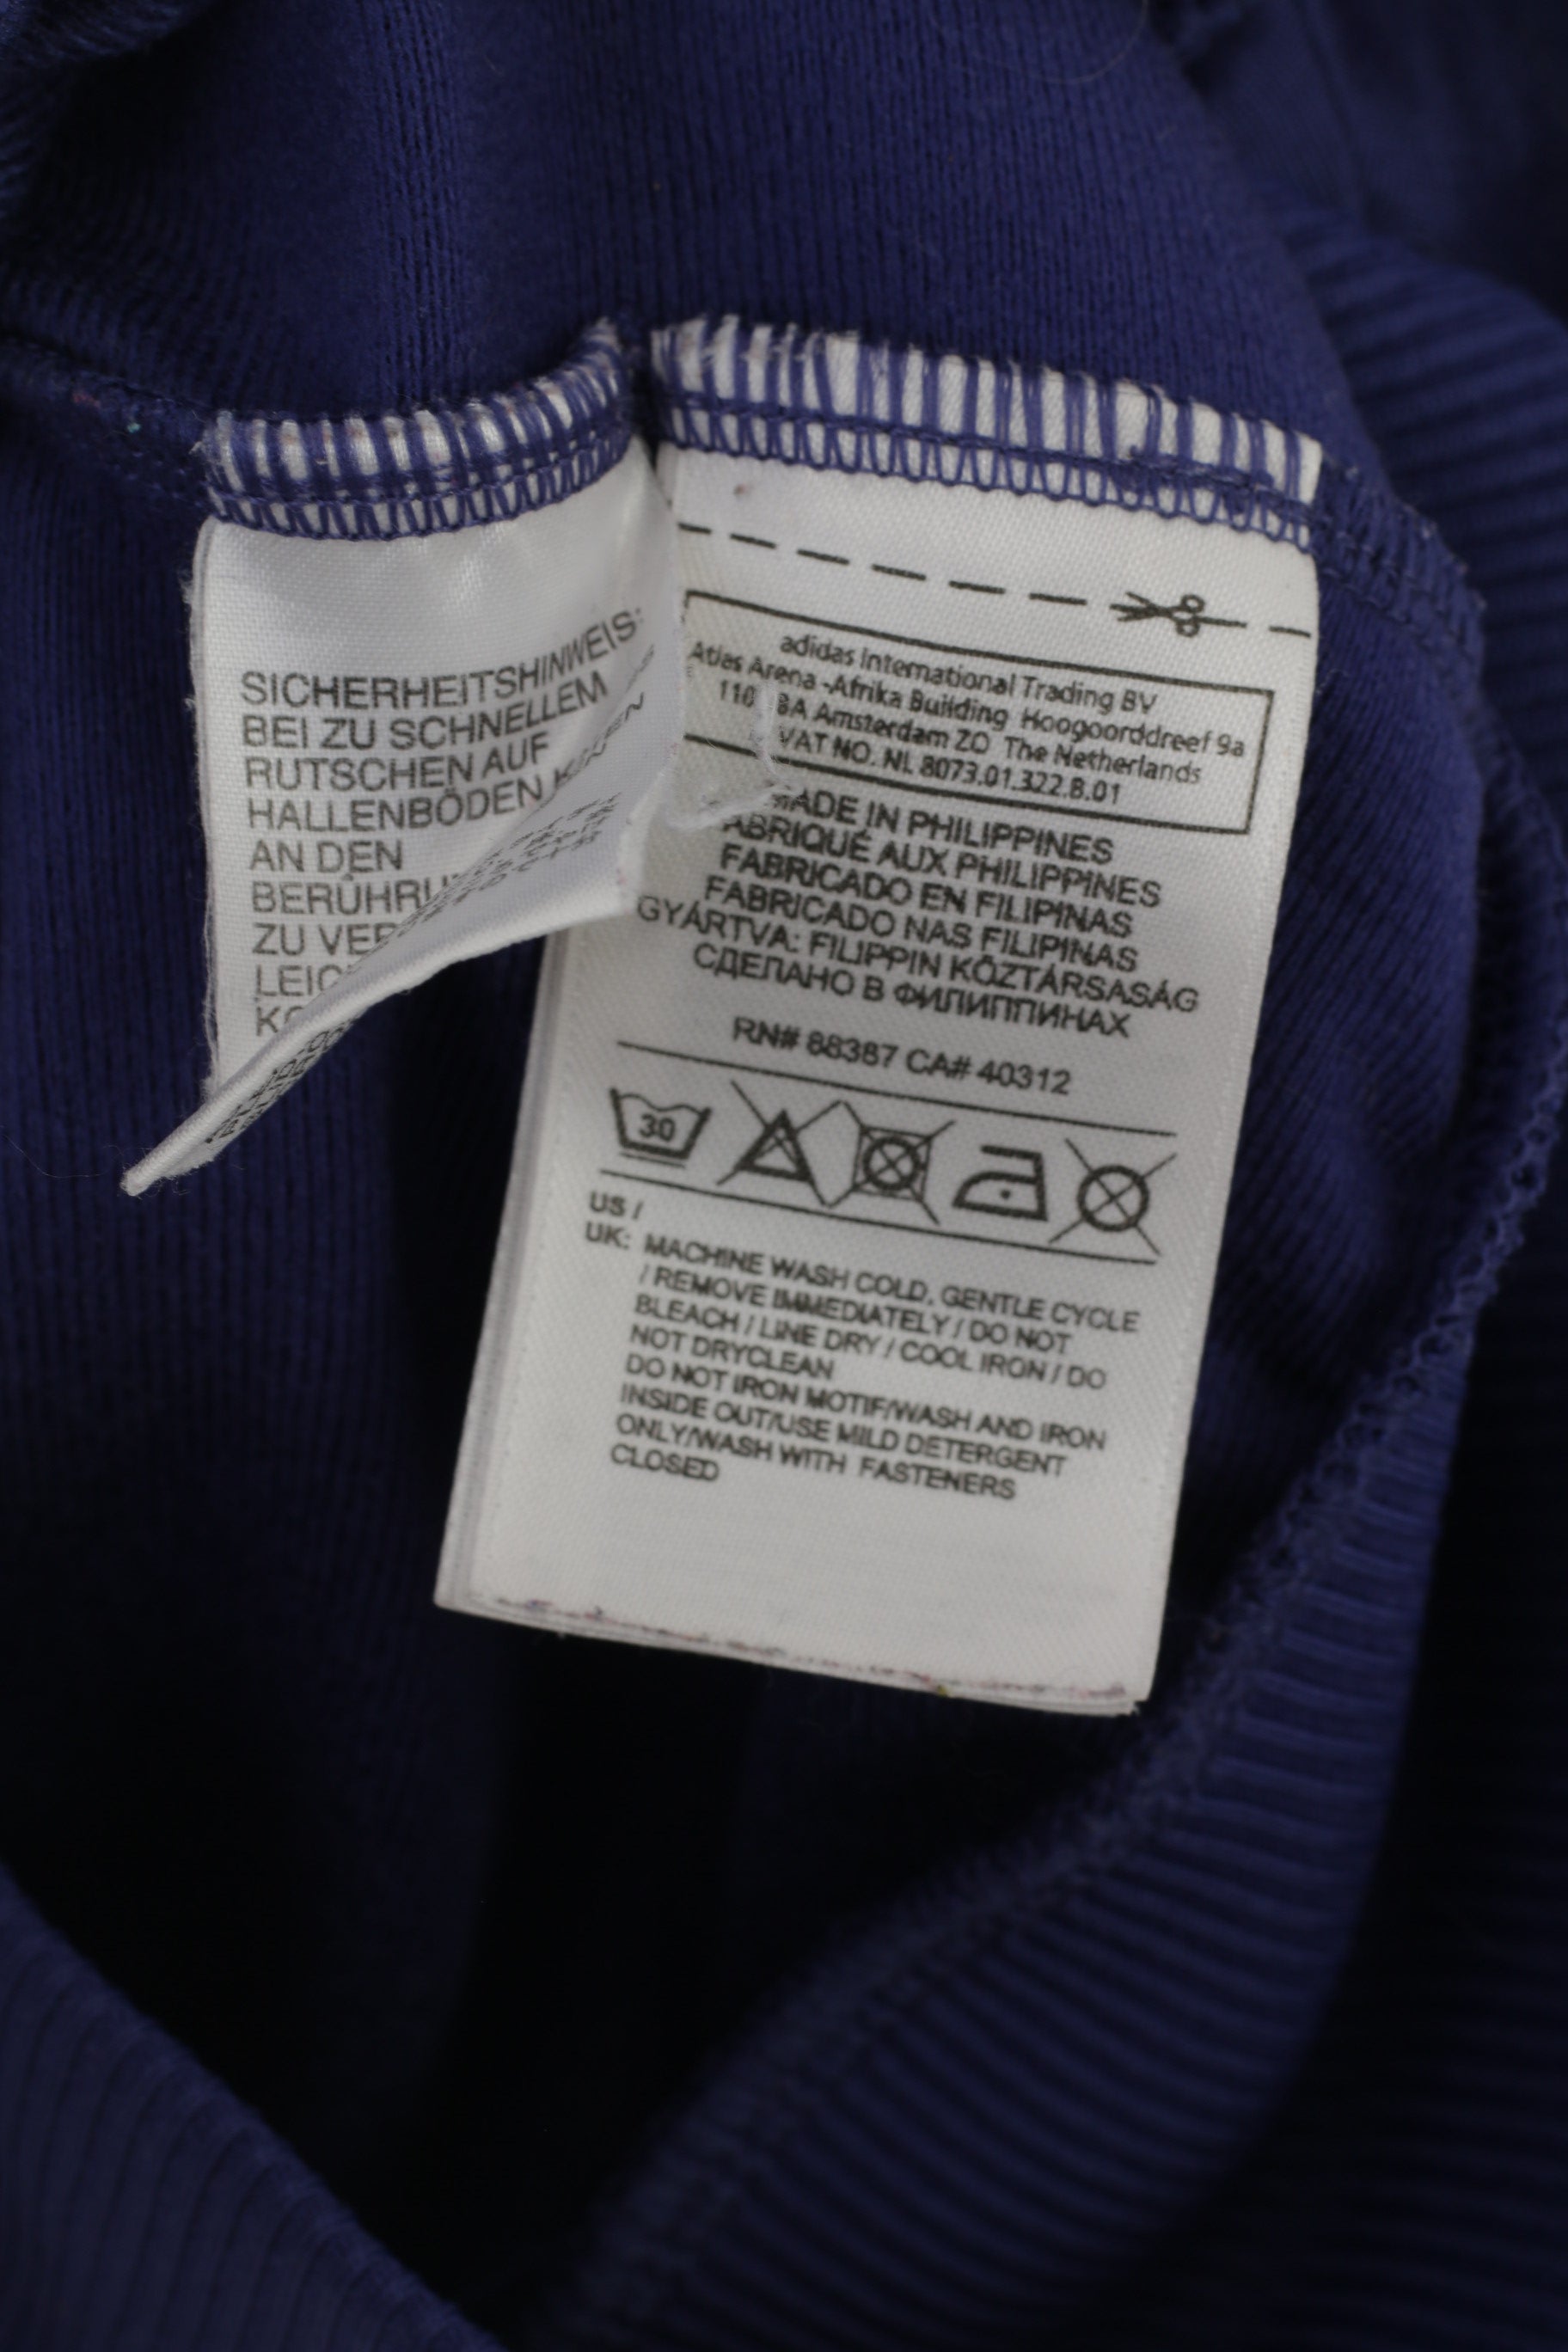 SICHERHEITSHINWEIS:
BEI ZU SCHNELLEM
RUTSCHEN AUF
HALLENBÖDEN
AN DEN
ZU
adidas International Trading BV
Atlas Arena -Afrika Building Hoogoorddreef 9a
Amsterdam ZO The Netherlands
VAT NO. NL 8073.01.322.B.01
MADE IN PHILIPPINES
ABRIQUÉ AUX PHILIPPINES
FABRICADO EN FILIPINAS
FABRICADO NAS FILIPINAS
GYÁRTVA: FILIPPIN KÖZTÁRSASÁG
СДЕЛАНО В ФИЛИППИНАХ
RN# 88387 CA# 40312
30
US /
UK: MACHINE WASH COLD, GENTLE CYCLE
/ REMOVE IMMEDIATELY / DO NOT
BLEACH / LINE DRY / COOL IRON / DO
NOT DRYCLEAN
DO NOT IRON MOTIF/WASH AND IRON
INSIDE OUT/USE MILD DETERGENT
ONLY/WASH WITH FASTENERS
CLOSED